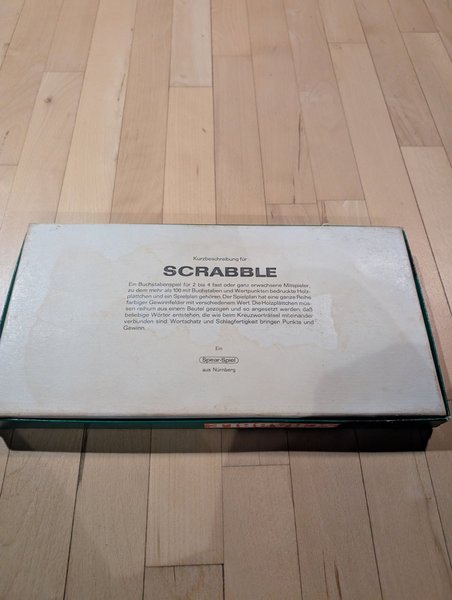 Kurzbeschreibung für
SCRABBLE
Ein Buchstabenspiel für 2 bis 4 fast oder ganz erwachsene Mitspieler,
zu dem mehr als 100 mit Buchstaben und Wertpunkten bedruckte Holz-
plättchen und ein Spielplan gehören. Der Spielplan hat eine ganze Reihe
farbiger Gewinnfelder mit verschiedenem Wert. Die Holzplättchen müs-
sen reihum aus einem Beutel gezogen und so angesetzt werden, daß
beliebige Wörter entstehen, die wie beim Kreuzworträtsel miteinander
verbunden sind. Wortschatz und Schlagfertigkeit bringen Punkte und
Gewinn.
Ein
Spear-Spiel
aus Nürnberg